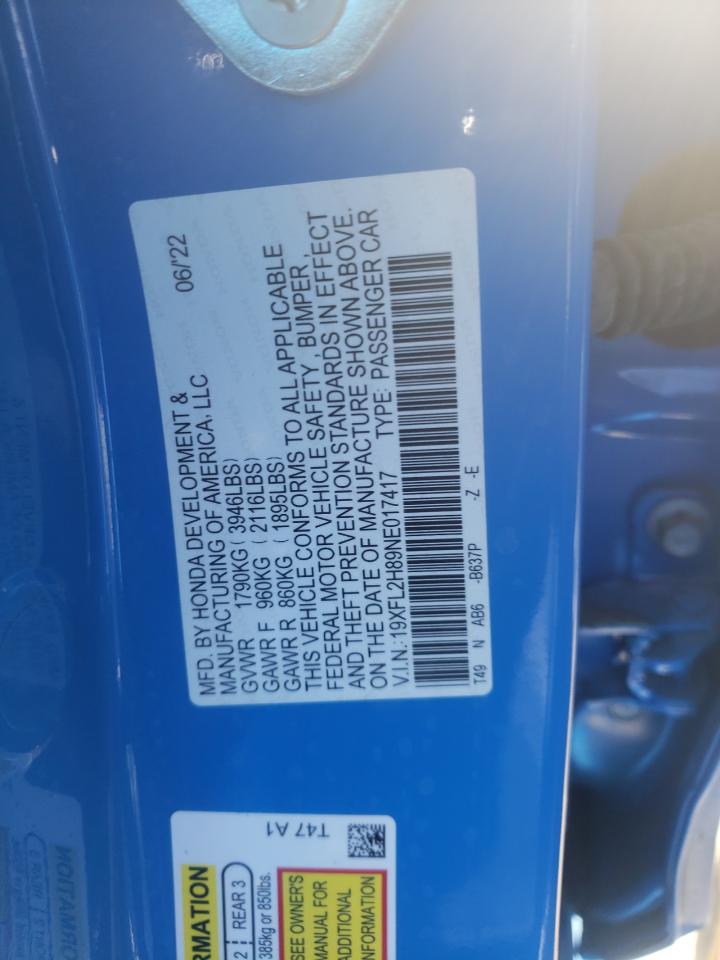 MFD. BY HONDA DEVELOPMENT & 06/'22
MANUFACTURING OF AMERICA, LLC
GVWR 1790KG ( 3946LBS)
GAWR F 960KG ( 2116LBS)
GAWR R 860KG ( 1895LBS)
THIS VEHICLE CONFORMS TO ALL APPLICABLE
FEDERAL MOTOR VEHICLE SAFETY , BUMPER ,
AND THEFT PREVENTION STANDARDS IN EFFECT
ON THE DATE OF MANUFACTURE SHOWN ABOVE.
V.I.N.:19XFL2H89NE017417 TYPE: PASSENGER CAR
T49 N AB6 -B637P -Z -E
T47 A1
RMATION
2 REAR 3
385kg or 850lbs.
SEE OWNER'S
MANUAL FOR
ADDITIONAL
INFORMATION